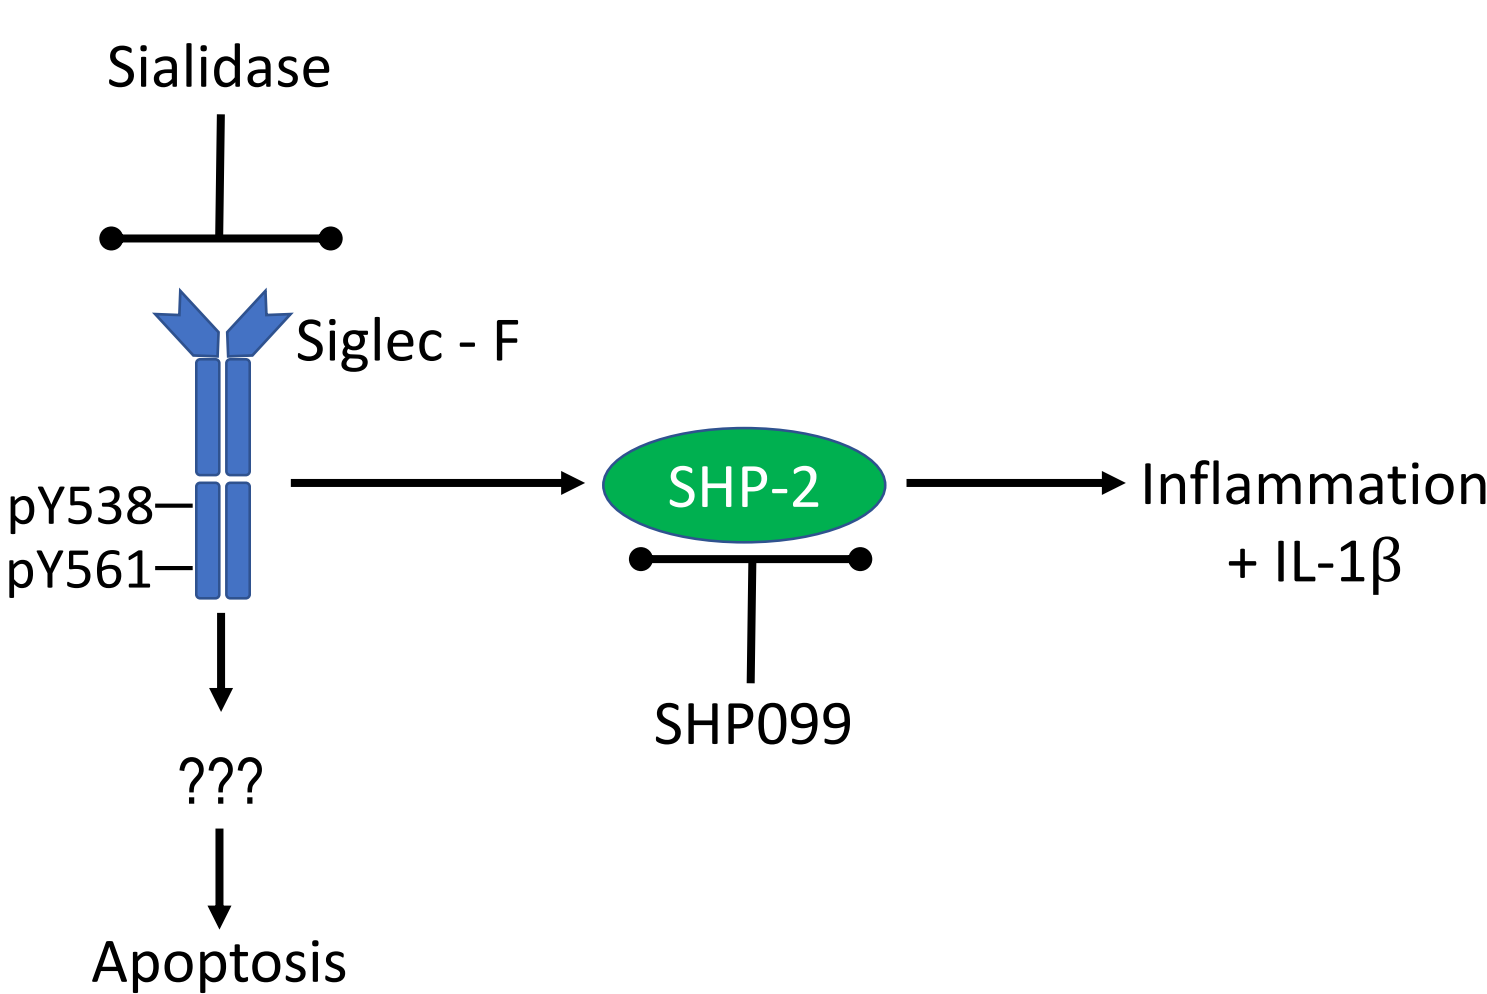 Sialidase
Siglec - F
SHP-2
Inflammation
+ IL-1β
pY538
pY561
SHP099
???
Apoptosis